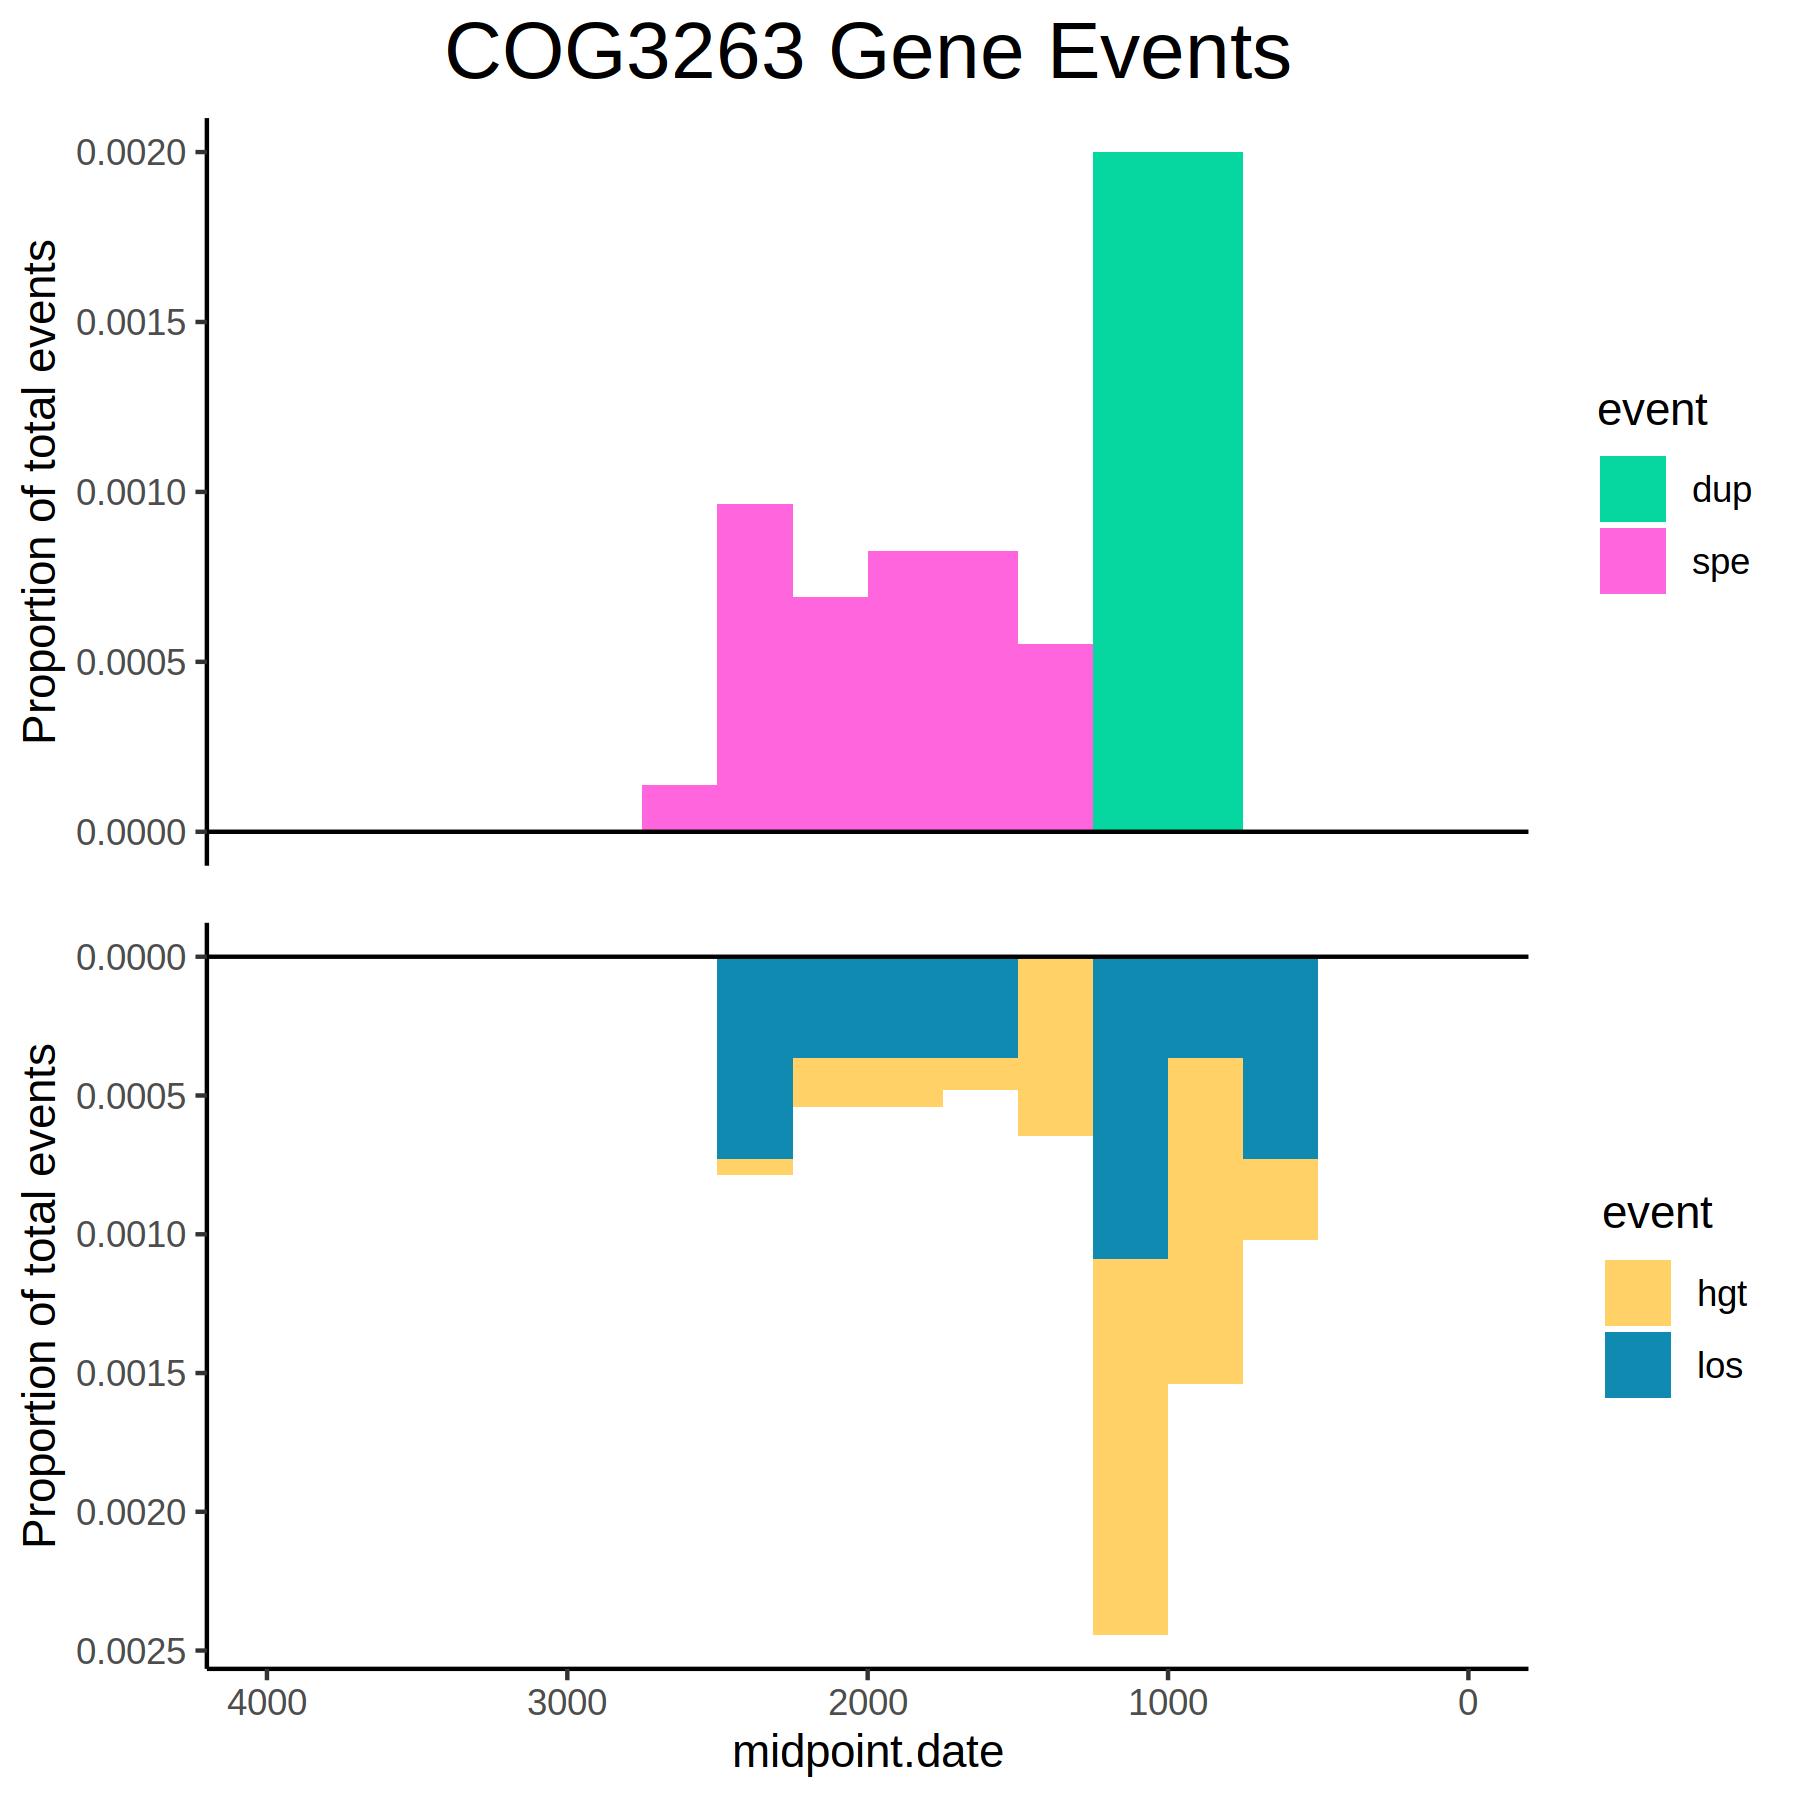 COG3263 Gene Events
Proportion of total events
0.0020
0.0015
0.0010
0.0005
0.0000
event
dup
spe
Proportion of total events
0.0000
0.0005
0.0010
0.0015
0.0020
0.0025
event
hgt
los
4000 3000 2000 1000 0
midpoint.date